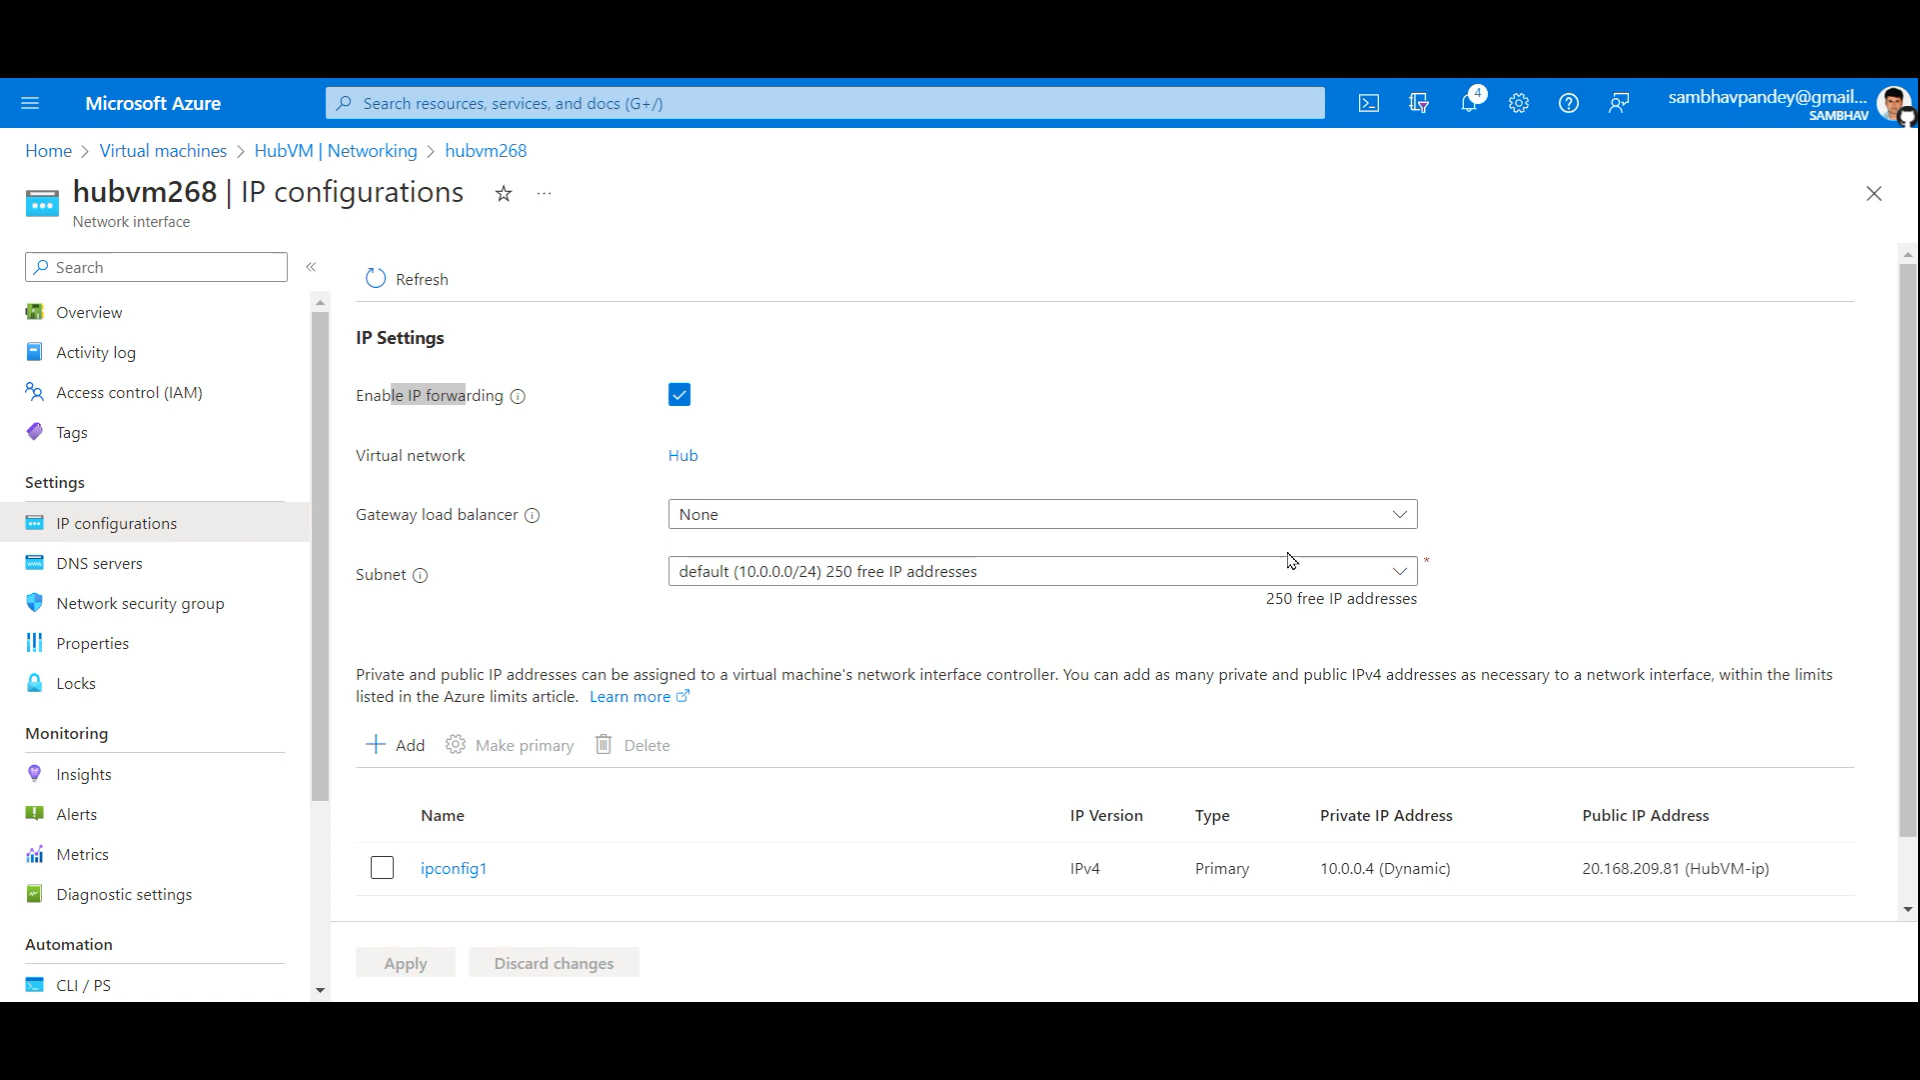 Microsoft Azure
Search resources, services, and docs (G+/)
4
sambhavpandey@gmail...
SAMBHAV
Home > Virtual machines > HubVM | Networking > hubvm268
hubvm268 | IP configurations
Network interface
Search
Overview
Activity log
Access control (IAM)
Tags
Settings
IP configurations
DNS servers
Network security group
Properties
Locks
Monitoring
Insights
Alerts
Metrics
Diagnostic settings
Automation
CLI / PS
Refresh
IP Settings
Enable IP forwarding
Virtual network
Hub
Gateway load balancer
None
Subnet
default (10.0.0.0/24) 250 free IP addresses
*
250 free IP addresses
Private and public IP addresses can be assigned to a virtual machine's network interface controller. You can add as many private and public IPv4 addresses as necessary to a network interface, within the limits
listed in the Azure limits article. Learn more
Add Make primary Delete
Name IP Version Type Private IP Address Public IP Address
ipconfig1 IPv4 Primary 10.0.0.4 (Dynamic) 20.168.209.81 (HubVM-ip)
Apply Discard changes